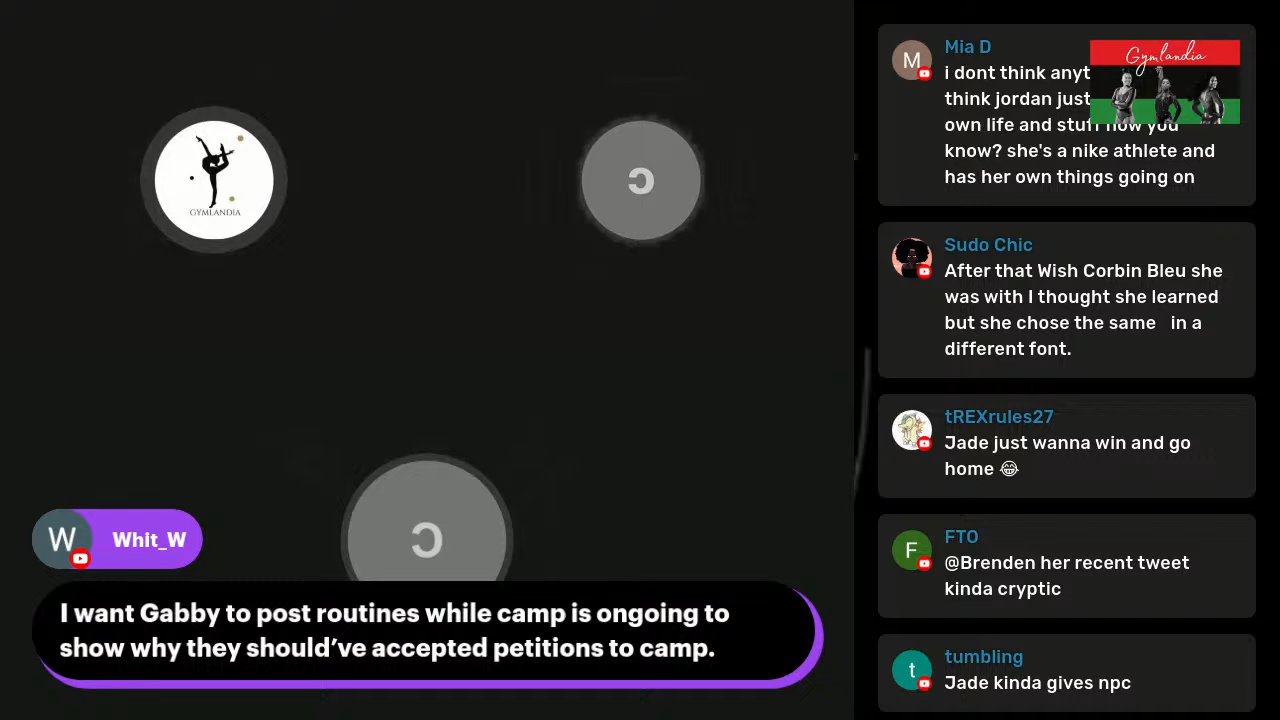 GYMLANDIA
ɔ
ɔ
W
Whit_W
I want Gabby to post routines while camp is ongoing to
show why they should've accepted petitions to camp.
Gymlandia
M
Mia D
i dont think
think jordan just
own life and stuff now you
know? she's a nike athlete and
has her own things going on
Sudo Chic
After that Wish Corbin Bleu she
was with I thought she learned
but she chose the same in a
different font.
tREXrules27
Jade just wanna win and go
home 😂
F
FTO
@Brenden her recent tweet
kinda cryptic
t
tumbling
Jade kinda gives npc